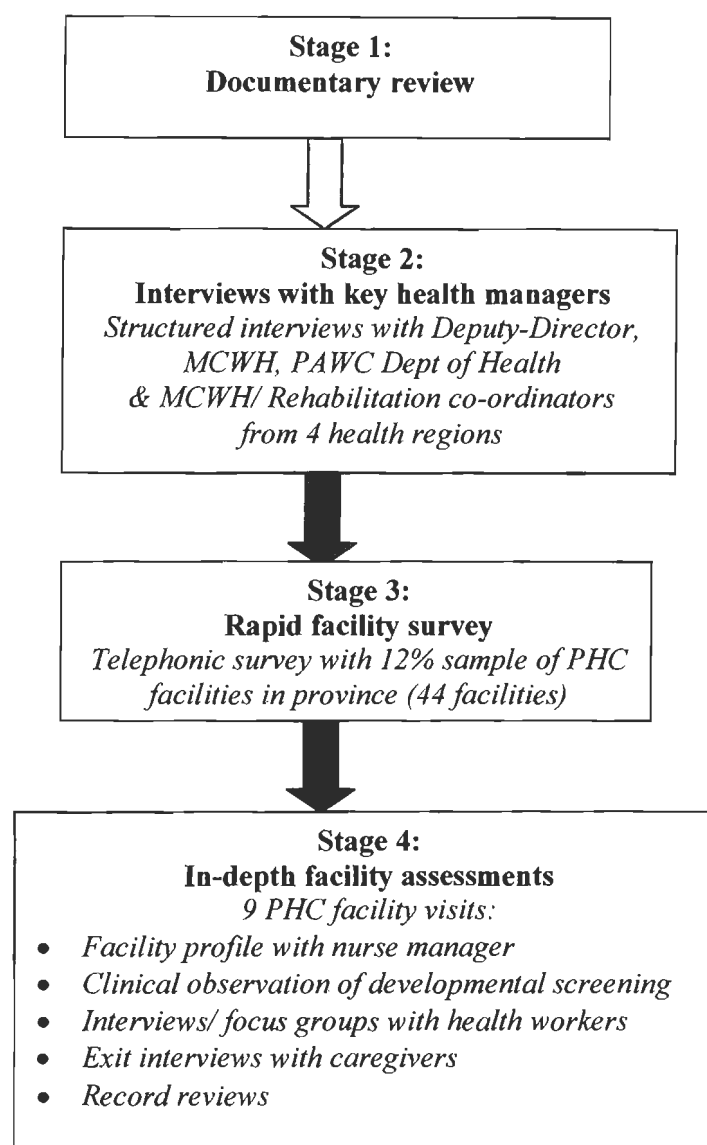 Stage 1:
Documentary review
Stage 2:
Interviews with key health managers
Structured interviews with Deputy-Director,
MCWH, PAWC Dept of Health
& MCWH/ Rehabilitation co-ordinators
from 4 health regions
Stage 3:
Rapid facility survey
Telephonic survey with 12% sample of PHC
facilities in province (44 facilities)
Stage 4:
In-depth facility assessments
9 PHC facility visits:
• Facility profile with nurse manager
• Clinical observation of developmental screening
• Interviews/ focus groups with health workers
• Exit interviews with caregivers
• Record reviews